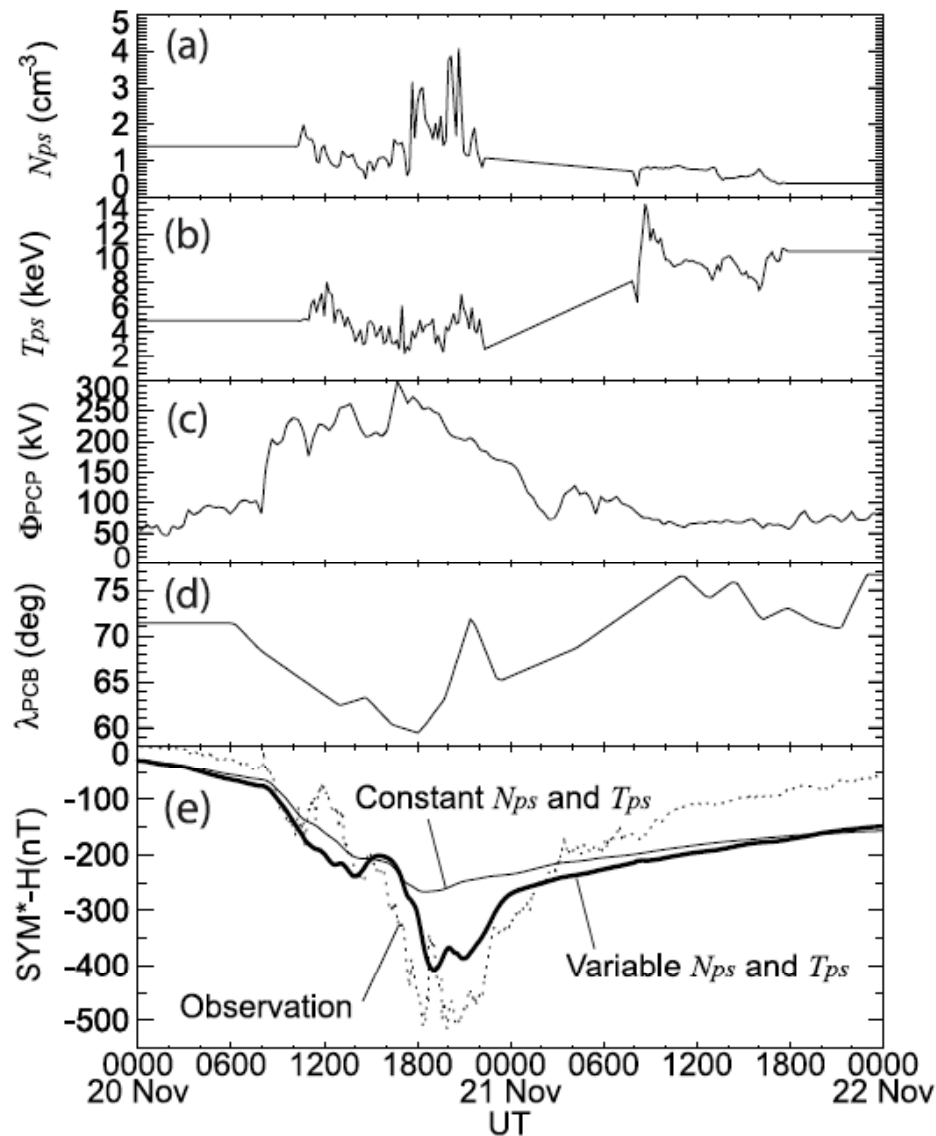 (a)
Nps (cm-3)
5
4
3
2
1
0
(b)
Tps (keV)
14
12
10
8
6
4
2
(c)
ΦPCP (kV)
300
250
200
150
100
50
0
(d)
λPCB (deg)
75
70
65
60
(e)
SYM*-H(nT)
0
-100
-200
-300
-400
-500
Constant Nps and Tps
Variable Nps and Tps
Observation
0000 0600 1200 1800 0000 0600 1200 1800 2400
20 Nov 21 Nov 22 Nov
UT